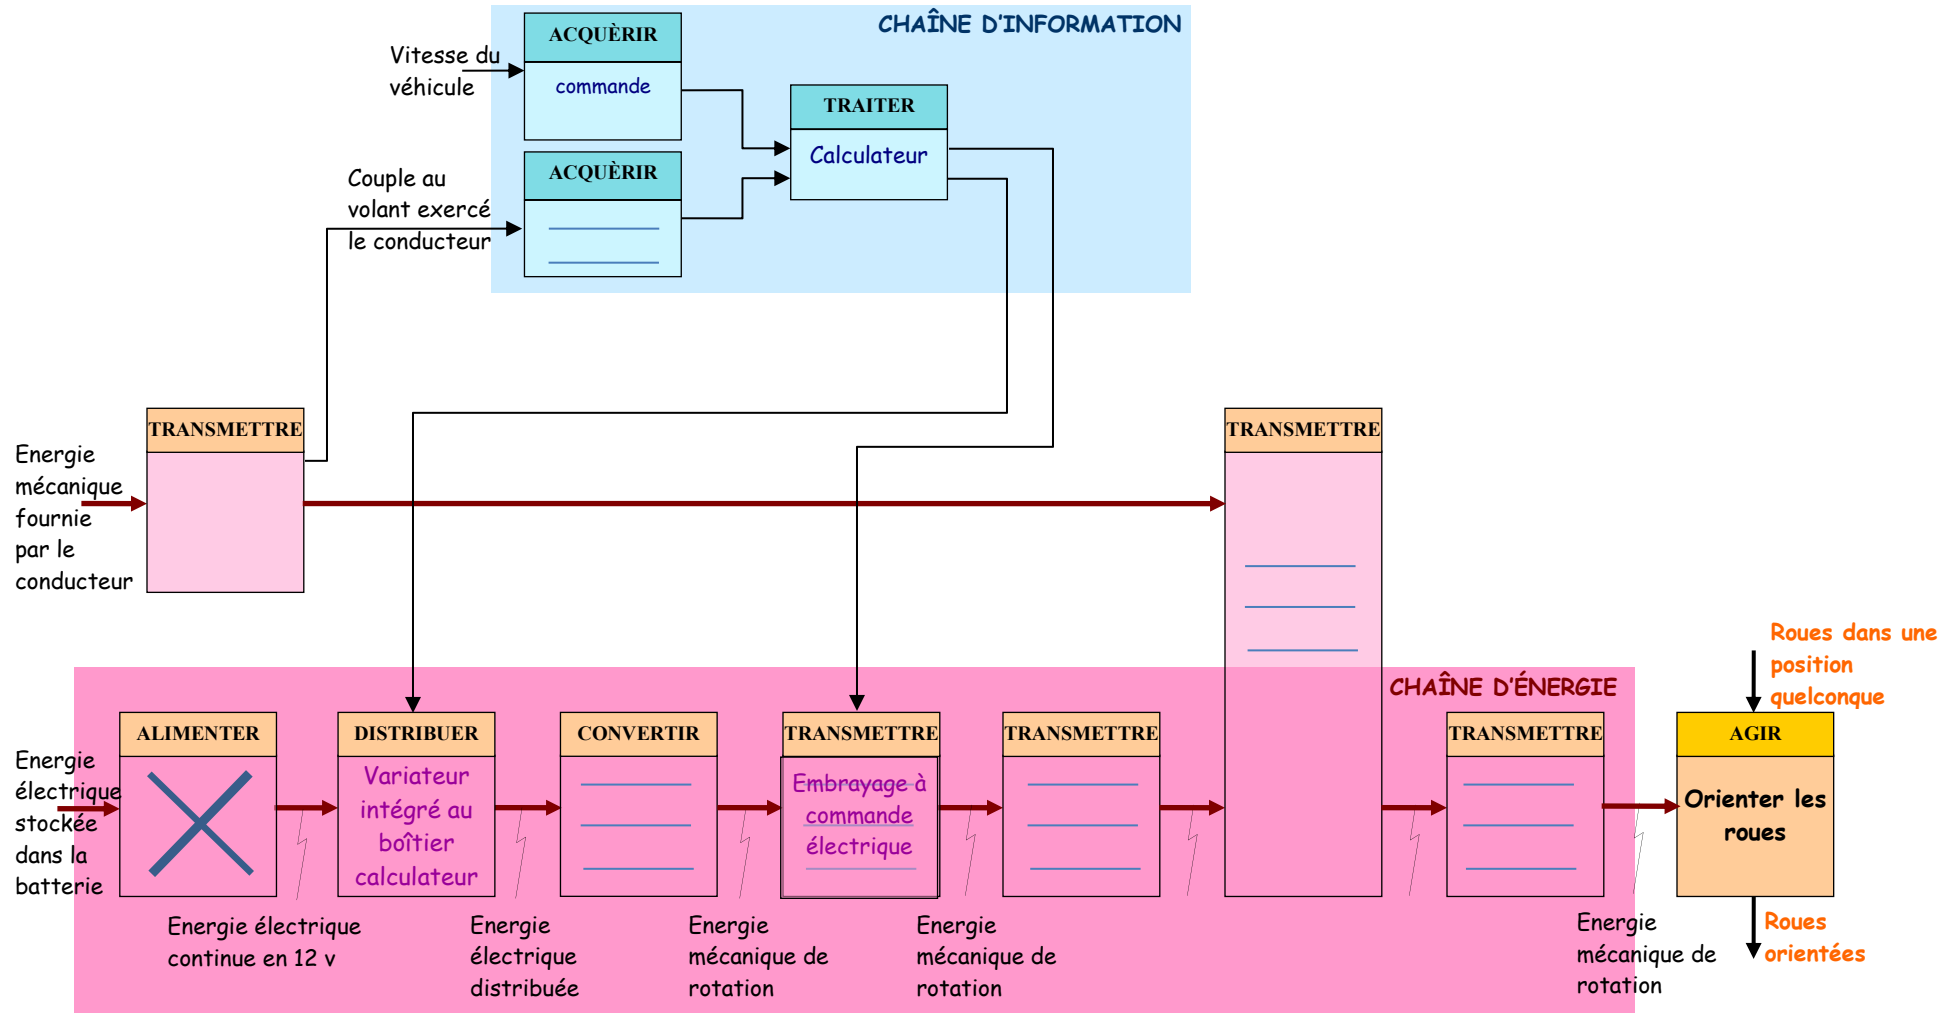 CHAÎNE D’INFORMATION
ACQUÈRIR
Vitesse du
véhicule
commande
TRAITER
Calculateur
ACQUÈRIR
Couple au
volant exercé
le conducteur
TRANSMETTRE
TRANSMETTRE
Energie
mécanique
fournie
par le
conducteur
Roues dans une
position
quelconque
CHAÎNE D’ÉNERGIE
ALIMENTER
DISTRIBUER
CONVERTIR
TRANSMETTRE
TRANSMETTRE
TRANSMETTRE
AGIR
Energie
électrique
stockée
dans la
batterie
Variateur
intégré au
boîtier
calculateur
Embrayage à
commande
électrique
Orienter les
roues
Energie électrique
continue en 12 v
Energie
électrique
distribuée
Energie
mécanique de
rotation
Energie
mécanique de
rotation
Energie
mécanique de
rotation
Roues
orientées